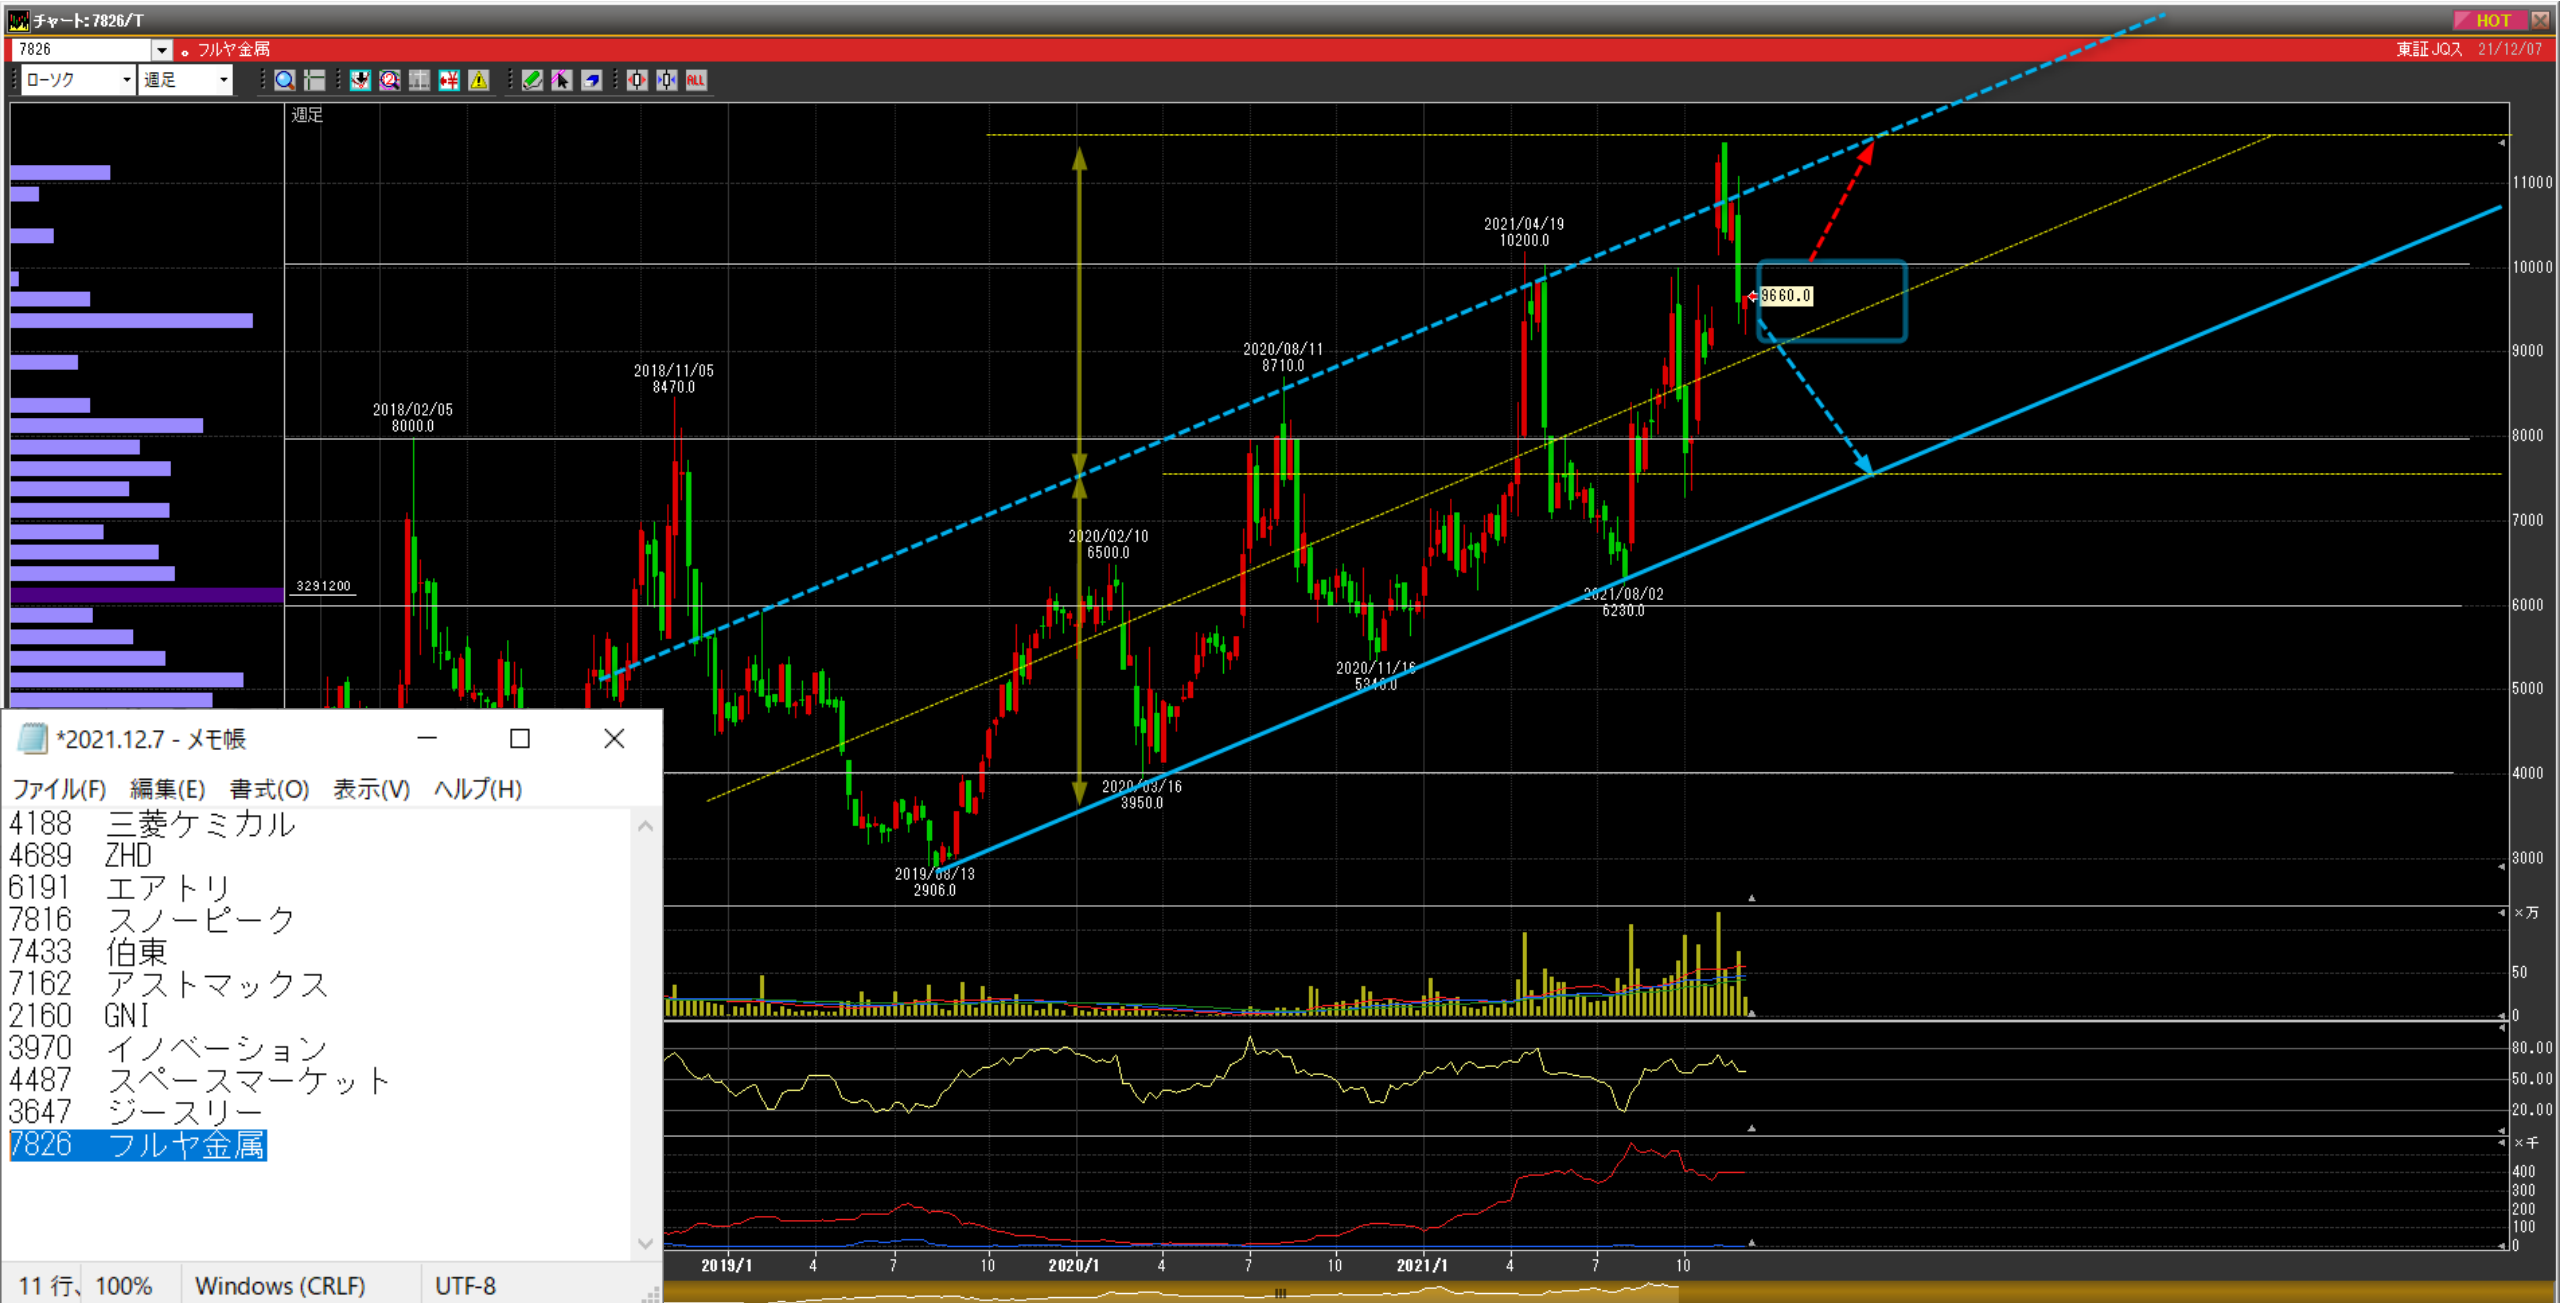 チャート:7826/T
HOT
7826
。フルヤ金属
東証JQス 21/12/07
ローソク
週足
ALL
週足
11000
2021/04/19
10200.0
10000
9660.0
2020/08/11
8710.0
9000
2018/11/05
8470.0
2018/02/05
8000.0
8000
7000
2020/02/10
6500.0
3291200
6000
2021/08/02
6230.0
2020/11/16
5340.0
5000
4000
2020/03/16
3950.0
3000
2019/08/13
2906.0
×万
50
0
80.00
50.00
20.00
×千
400
300
200
100
0
2019/1 4 7 10 2020/1 4 7 10 2021/1 4 7 10
*2021.12.7 - メモ帳
ファイル(F) 編集(E) 書式(O) 表示(V) ヘルプ(H)
4188 三菱ケミカル
4689 ZHD
6191 エアトリ
7816 スノーピーク
7433 伯東
7162 アストマックス
2160 GNI
3970 イノベーション
4487 スペースマーケット
3647 ジースリー
7826 フルヤ金属
11 行、 100% Windows (CRLF) UTF-8